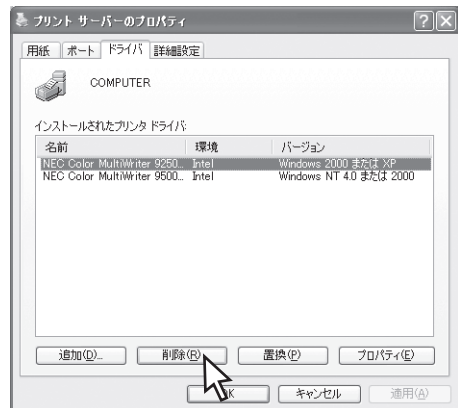 プリント サーバーのプロパティ
用紙 ポート ドライバ 詳細設定
COMPUTER
インストールされたプリンタ ドライバ:
名前 環境 バージョン
NEC Color MultiWriter 9250... Intel Windows 2000 または XP
NEC Color MultiWriter 9500... Intel Windows NT 4.0 または 2000
追加(D)... 削除(R) 置換(P) プロパティ(E)
キャンセル 適用(A)